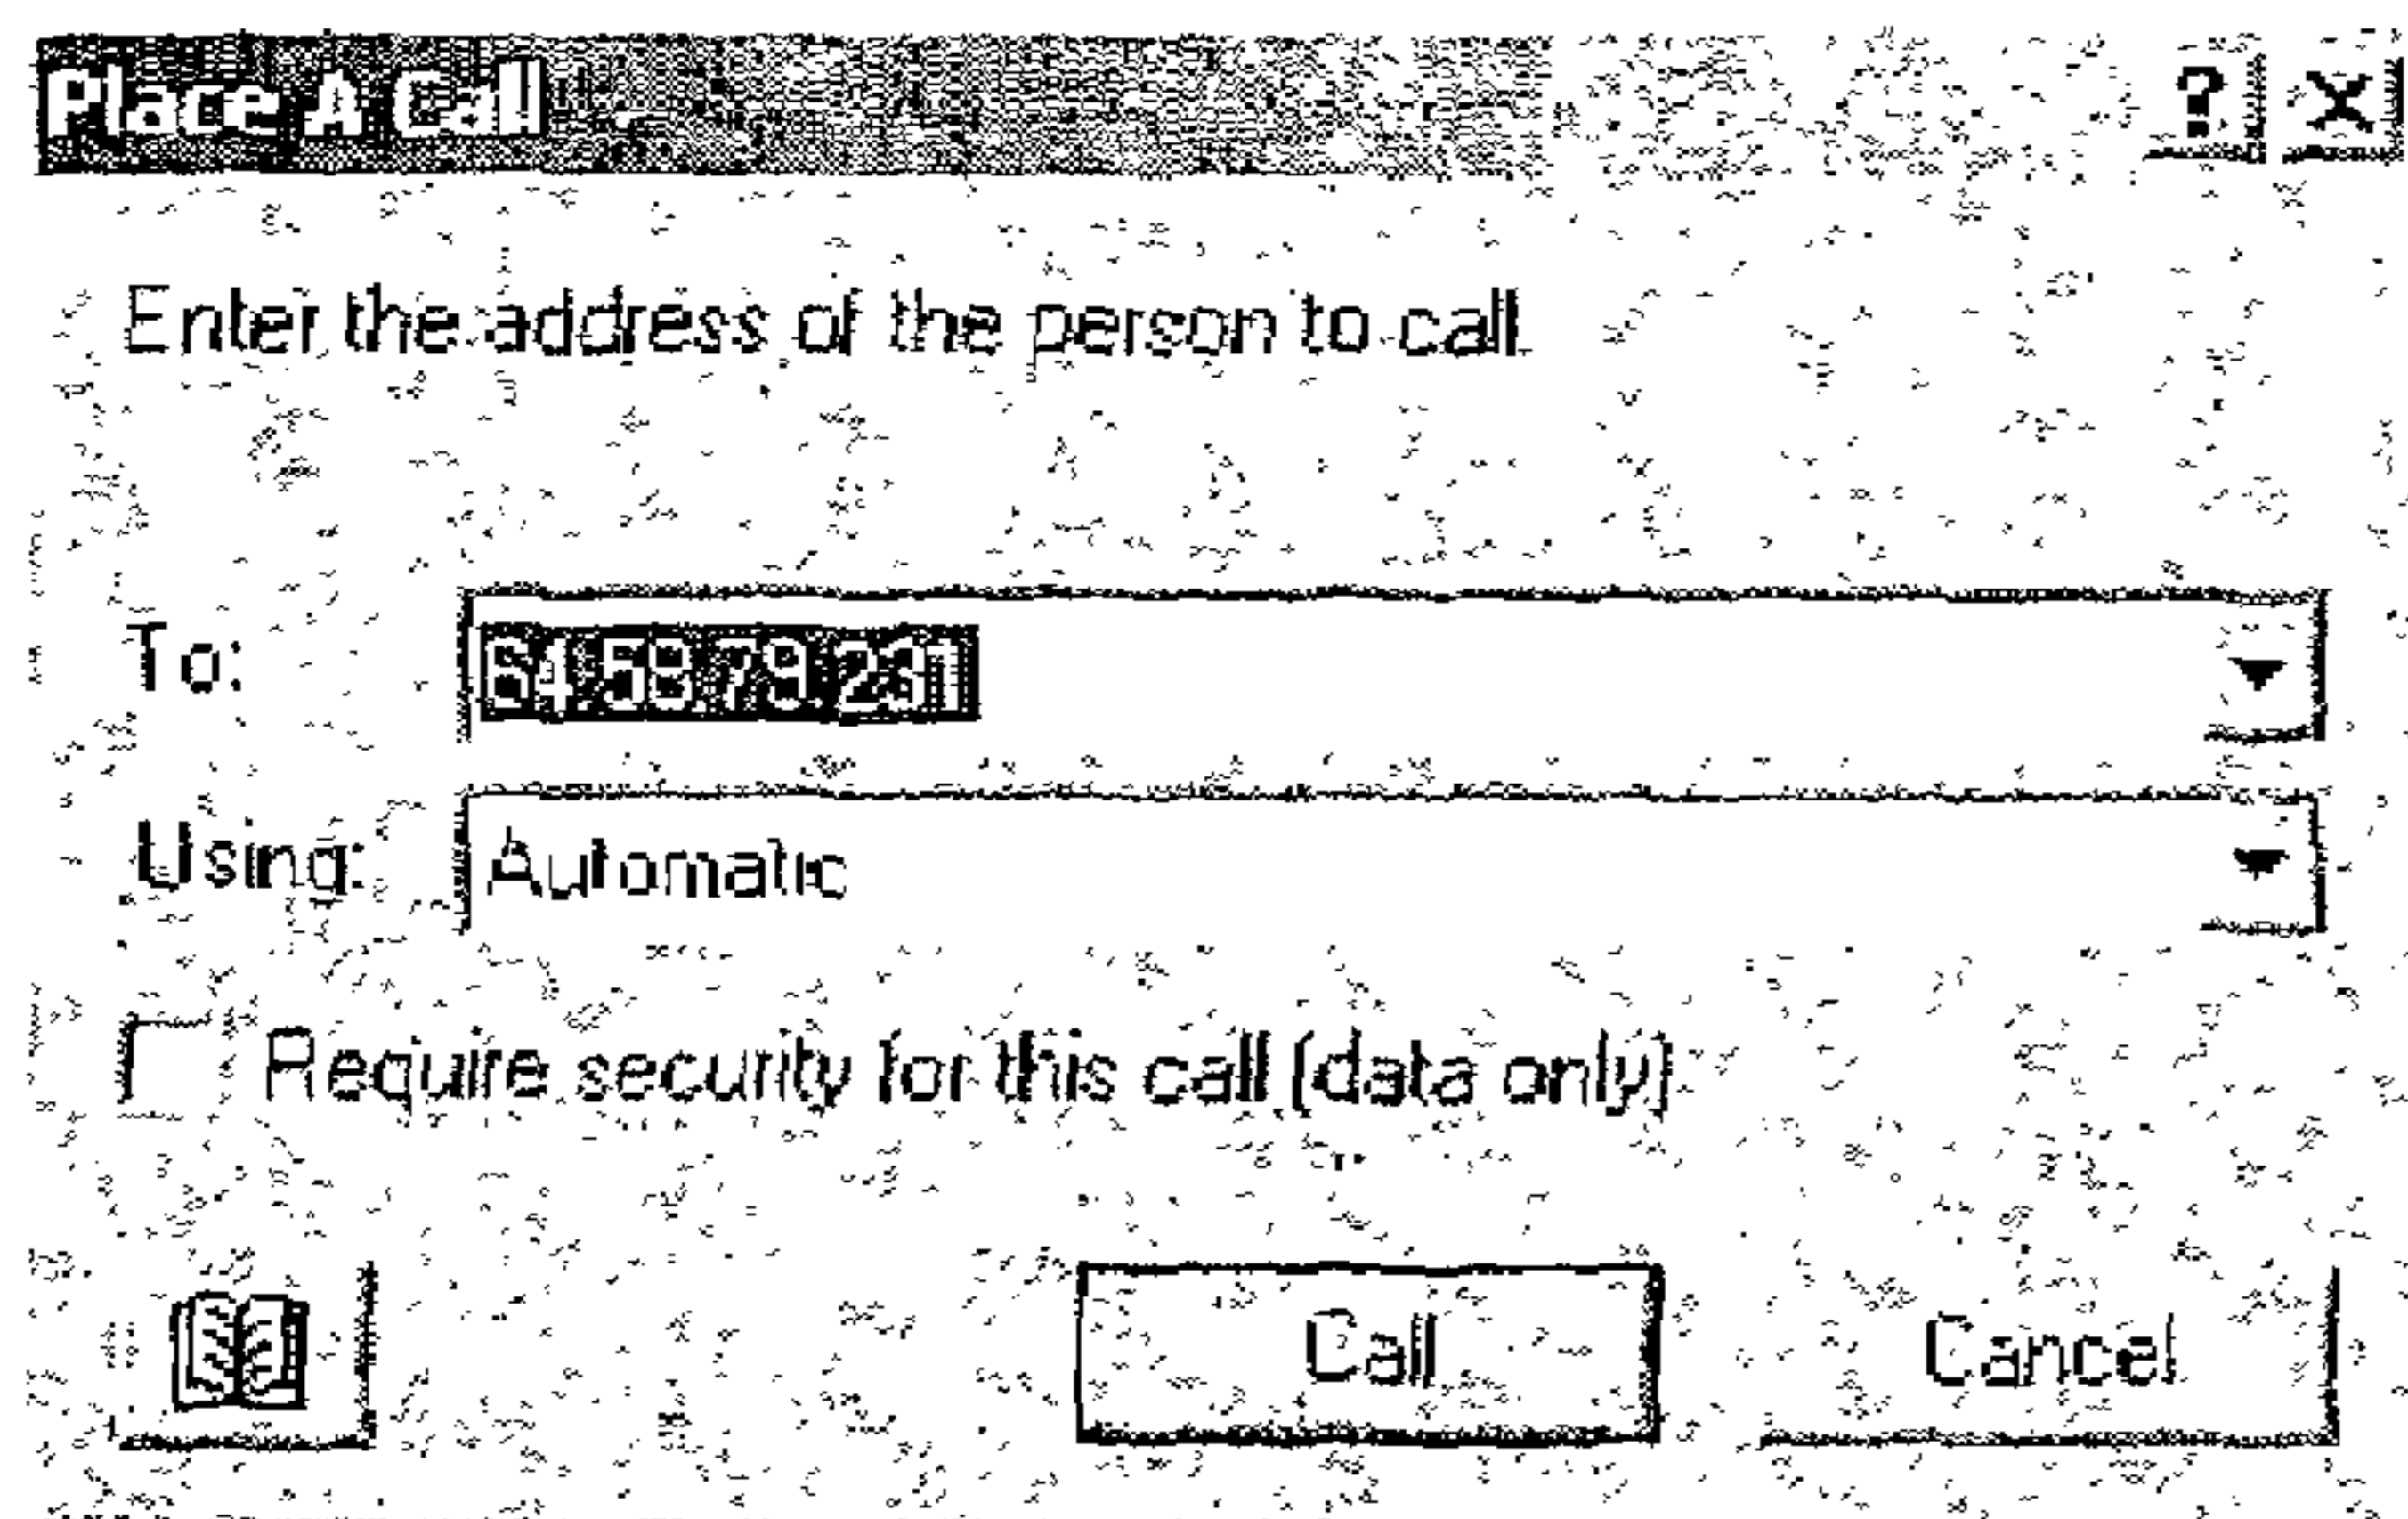 Place A Call
Enter the address of the person to call.
To: 64.58.79.231
Using: Automatic
Require security for this call (data only)
Call Cancel